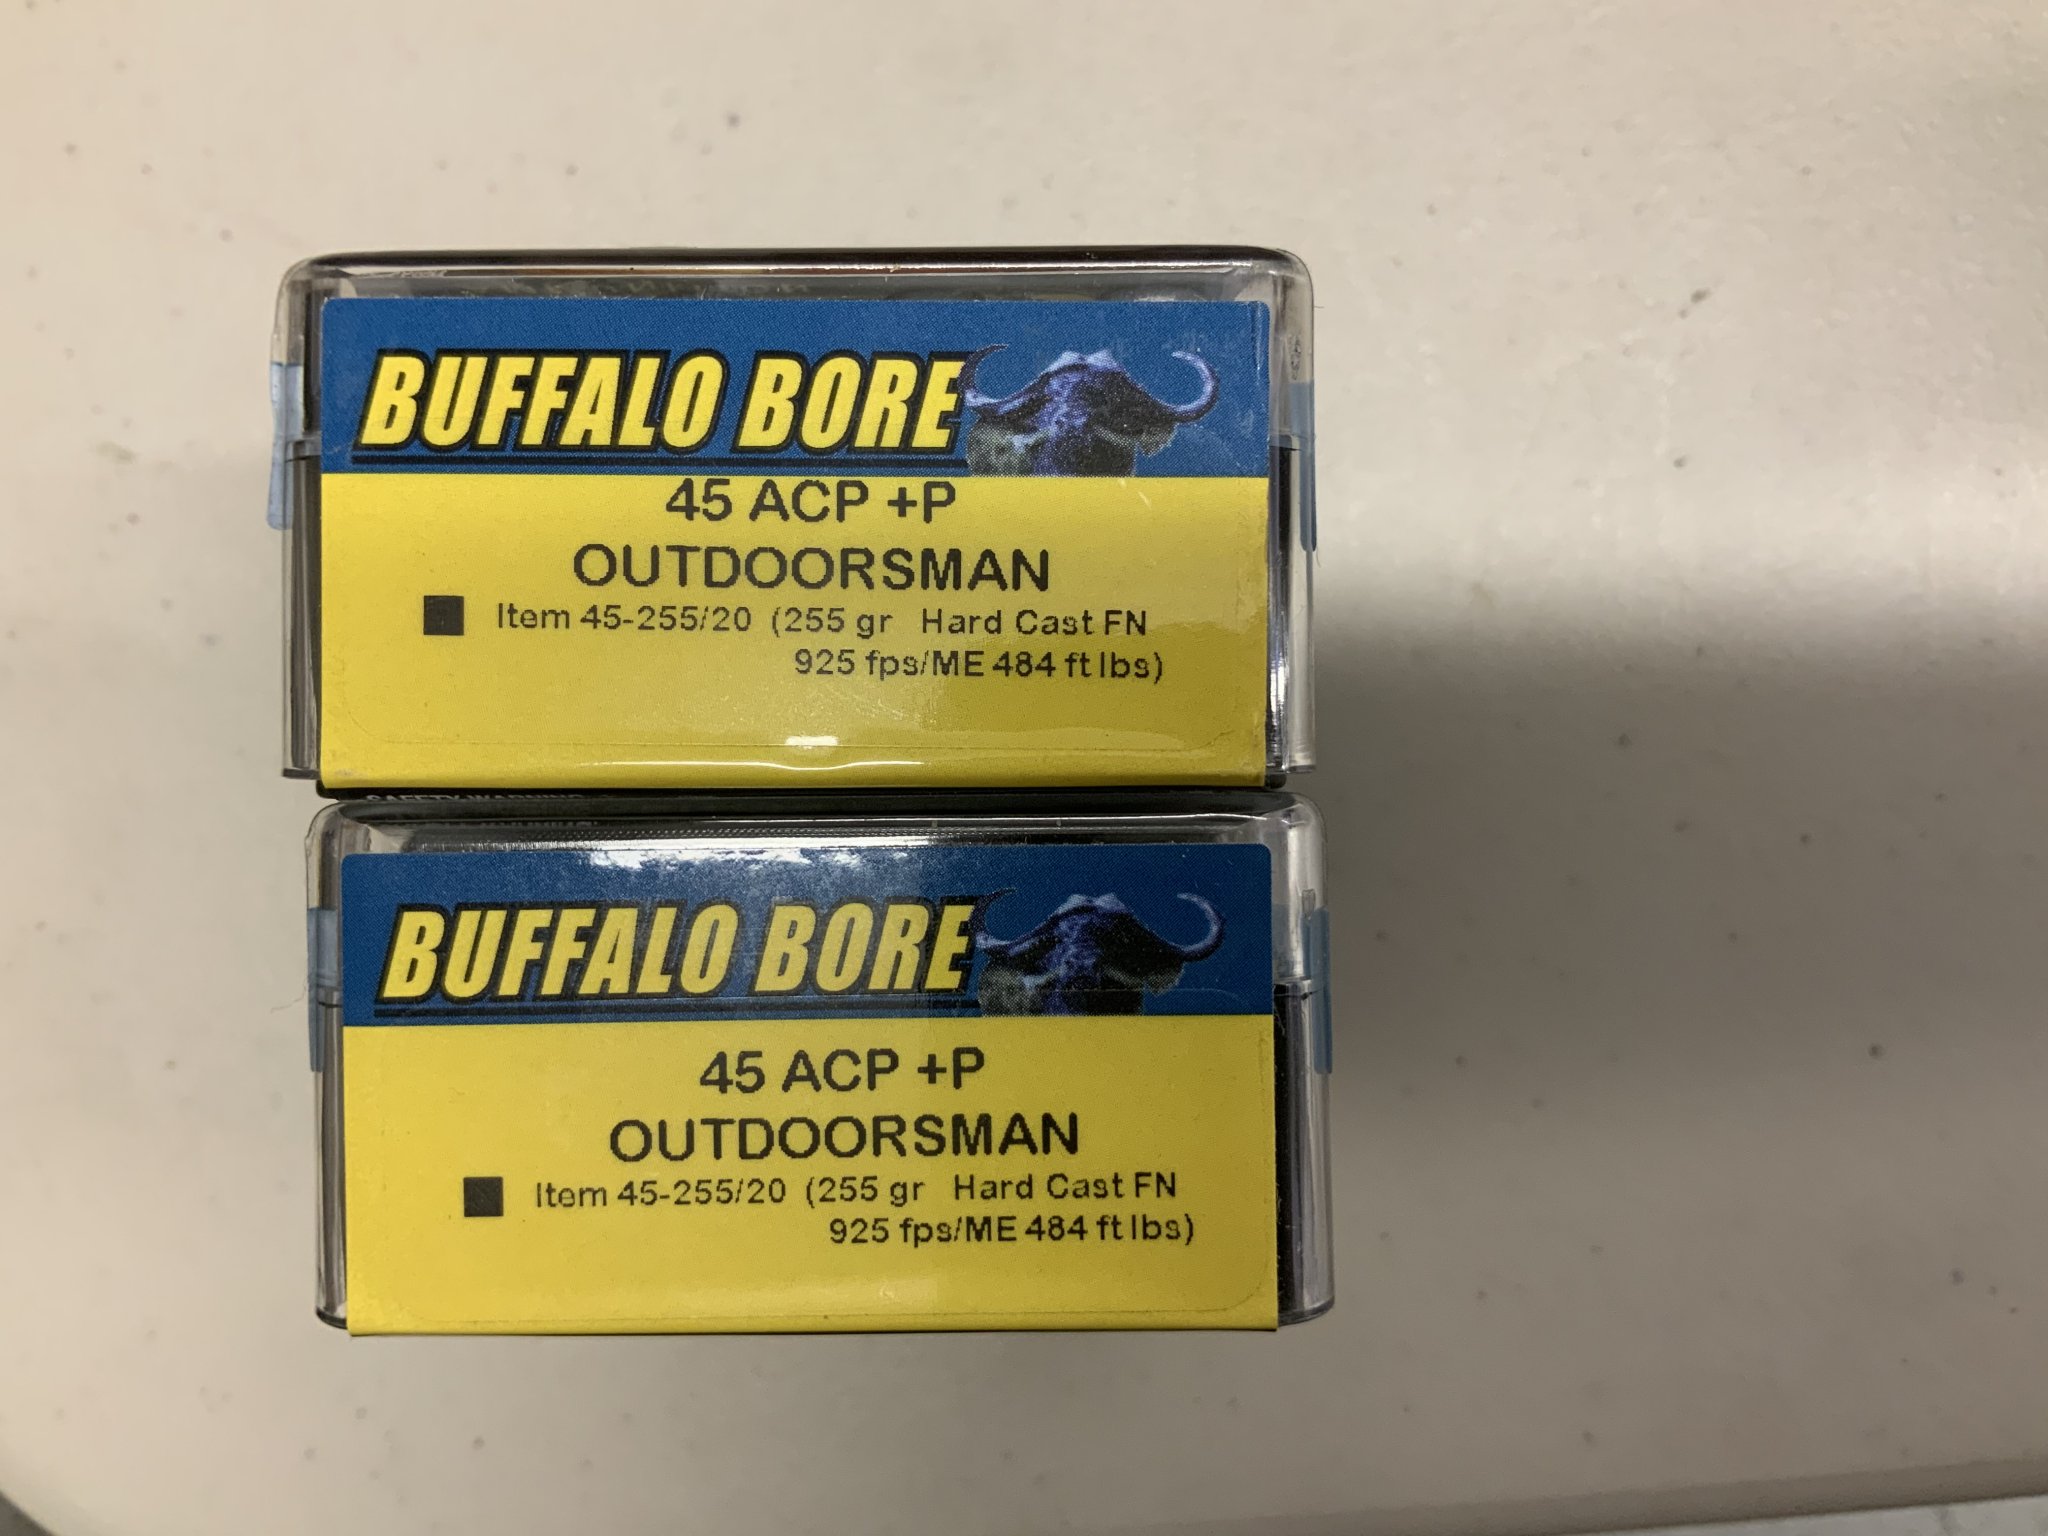 BUFFALO BORE
45 ACP +P
OUTDOORSMAN
Item 45-255/20 (255 gr Hard Cast FN
925 fps/ME 484 ft lbs)
SAFETY WARNING
BUFFALO BORE
45 ACP +P
OUTDOORSMAN
Item 45-255/20 (255 gr Hard Cast FN
925 fps/ME 484 ft lbs)